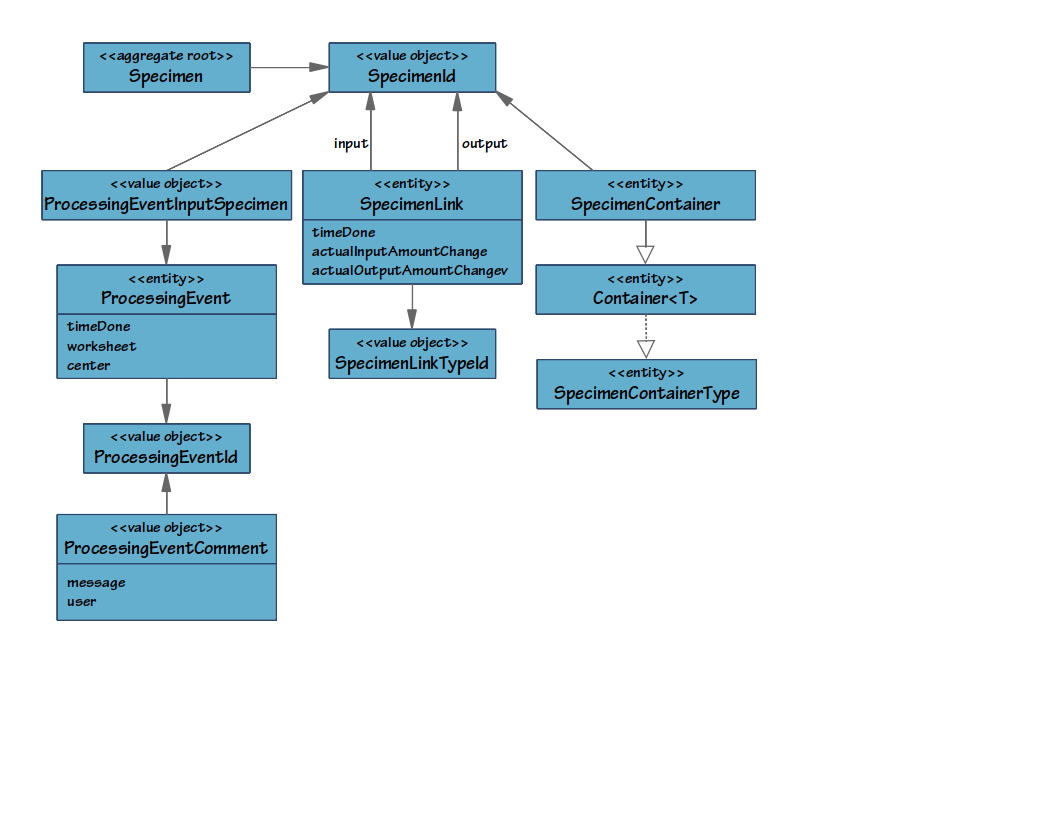 <<aggregate root>>
Specimen
<<value object>>
SpecimenId
input
output
<<value object>>
ProcessingEventInputSpecimen
<<entity>>
SpecimenLink
timeDone
actualInputAmountChange
actualOutputAmountChangev
<<entity>>
SpecimenContainer
<<entity>>
ProcessingEvent
timeDone
worksheet
center
<<value object>>
SpecimenLinkTypeId
<<entity>>
Container<T>
<<entity>>
SpecimenContainerType
<<value object>>
ProcessingEventId
<<value object>>
ProcessingEventComment
message
user